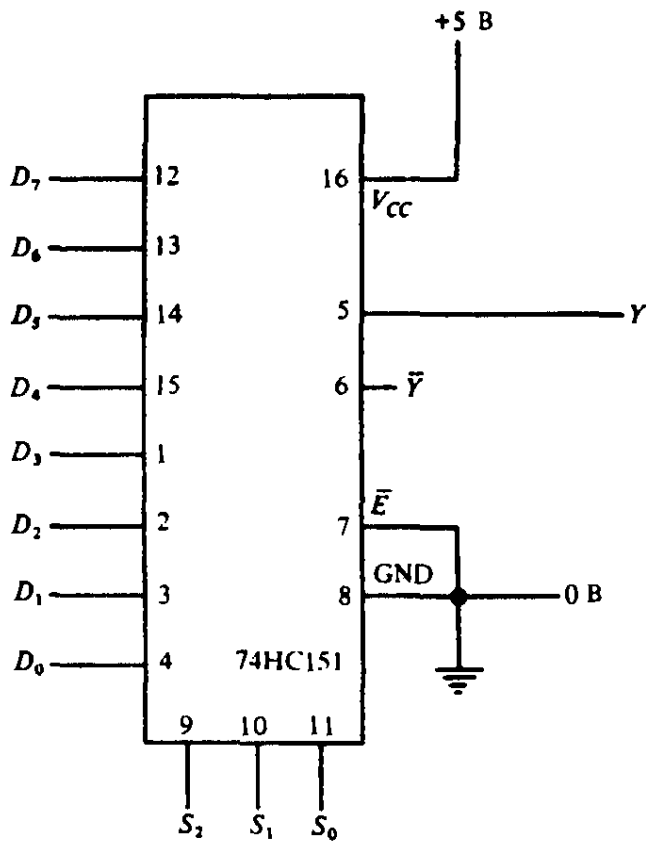 +5 В
D₇ 12 16
V_CC
D₆ 13
D₅ 14 5 Y
D₄ 15 6 Ȳ
D₃ 1
Ē
D₂ 2 7
GND
D₁ 3 8 0 В
D₀ 4 74HC151
9 10 11
S₂ S₁ S₀